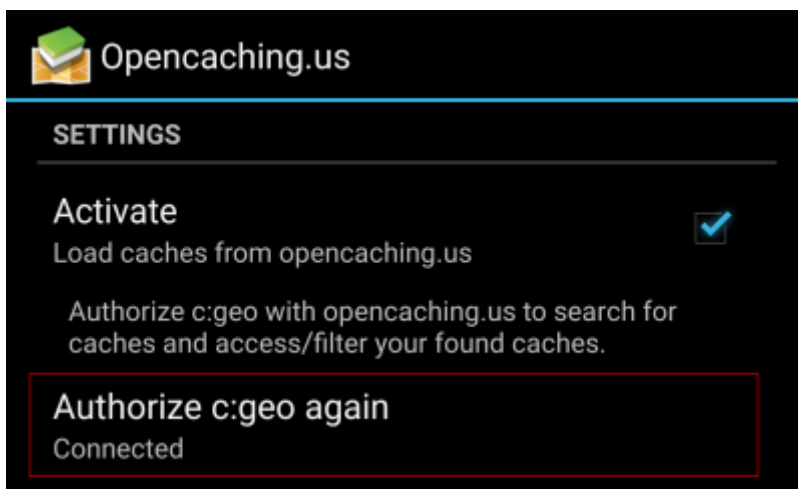 Opencaching.us
SETTINGS
Activate
Load caches from opencaching.us
Authorize c:geo with opencaching.us to search for
caches and access/filter your found caches.
Authorize c:geo again
Connected